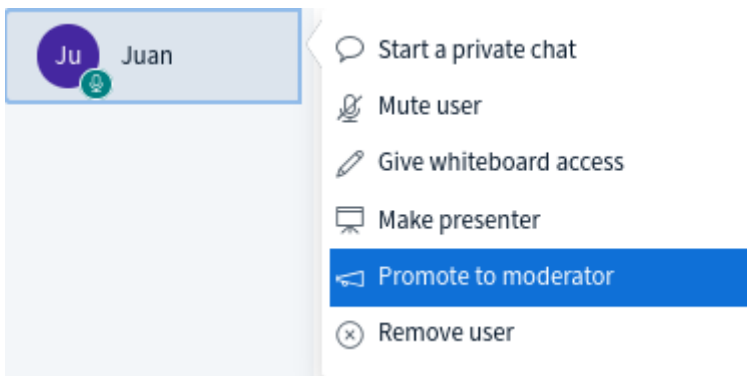 Ju Juan
Start a private chat
Mute user
Give whiteboard access
Make presenter
Promote to moderator
Remove user